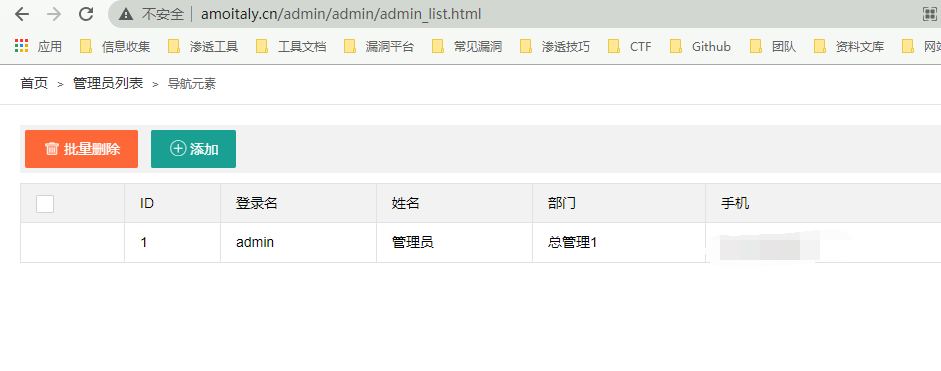 不安全 amoitaly.cn/admin/admin/admin_list.html
应用 信息收集 渗透工具 工具文档 漏洞平台 常见漏洞 渗透技巧 CTF Github 团队 资料文库
首页 > 管理员列表 > 导航元素
批量删除 添加
ID 登录名 姓名 部门 手机
1 admin 管理员 总管理1